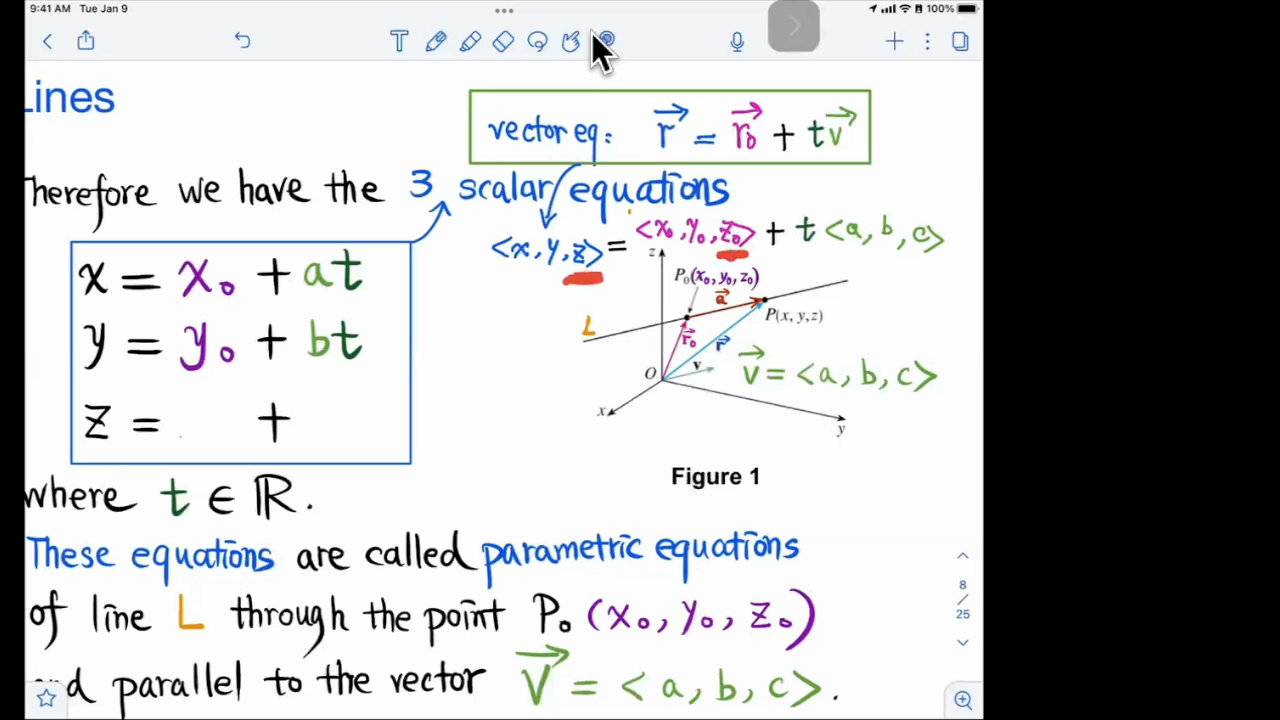 9:41 AM Tue Jan 9
100%
Lines
vector eq: r = r₀ + tv
Therefore we have the 3 scalar equations
<x, y, z> = <x₀, y₀, z₀> + t <a, b, c>
x = x₀ + at
y = y₀ + bt
z = +
z
P₀(x₀, y₀, z₀)
a
P(x, y, z)
L
r₀
r
v
v = <a, b, c>
O
x
y
Figure 1
where t ∈ ℝ.
These equations are called parametric equations
of line L through the point P₀ (x₀, y₀, z₀)
and parallel to the vector v = < a, b, c>.
8
/
25